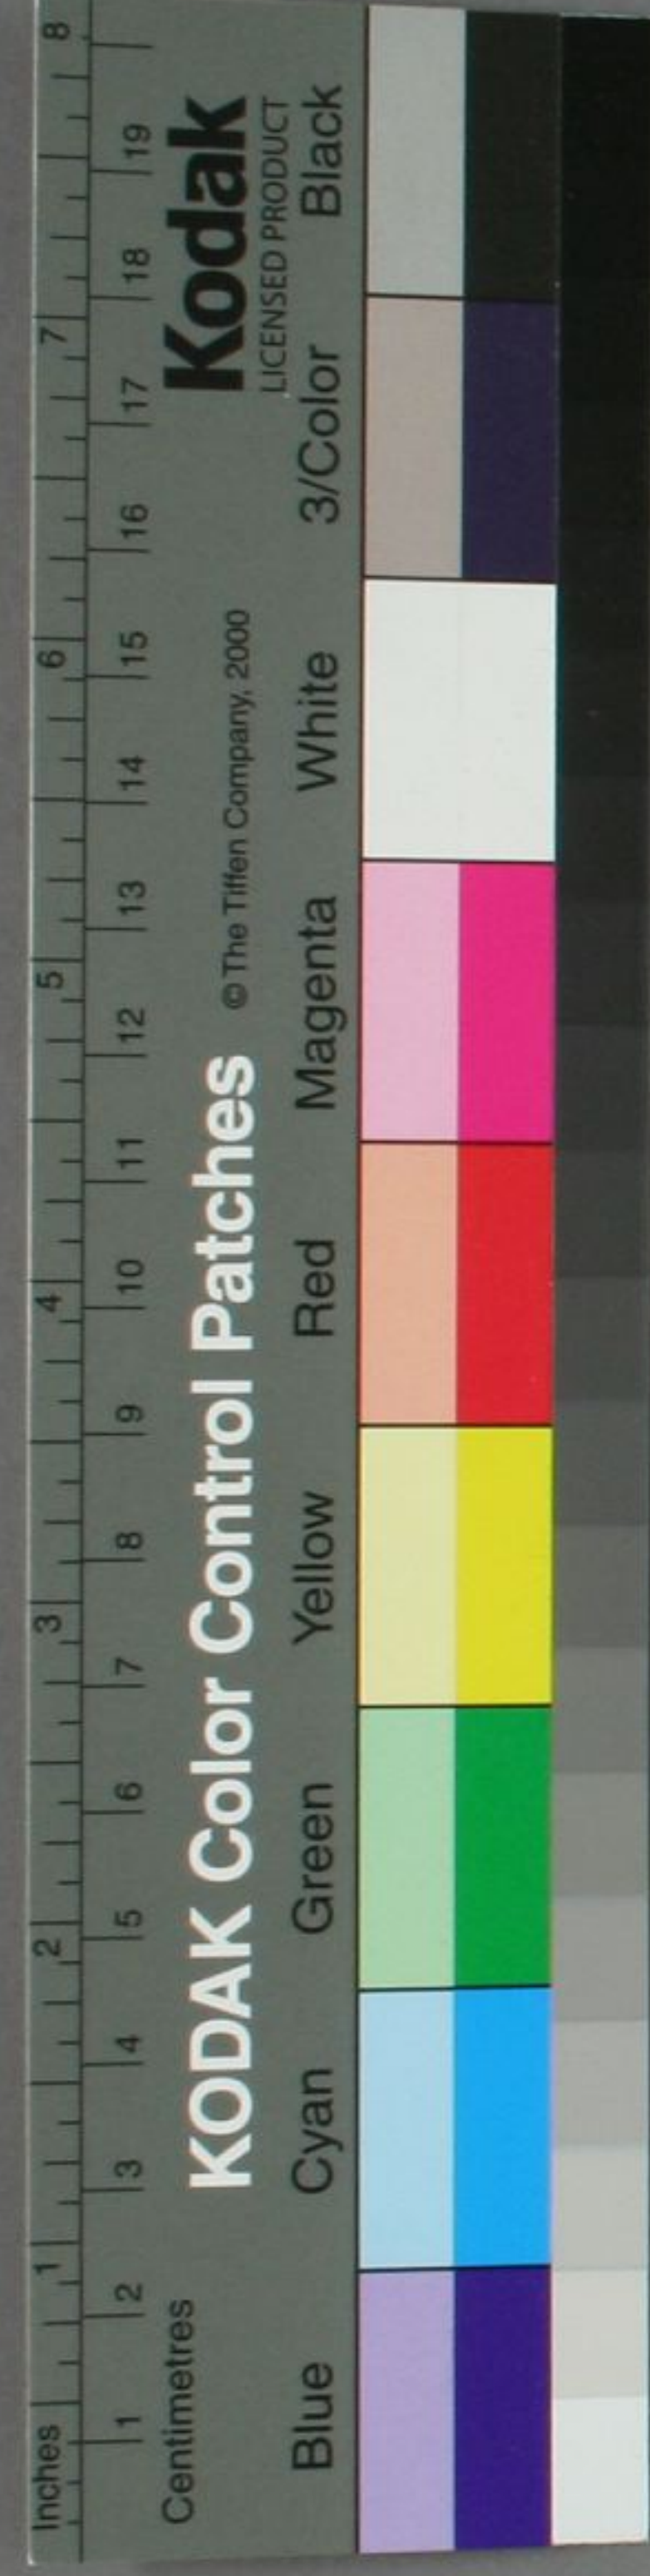 Inches 1 2 3 4 5 6 7 8
1 2 3 4 5 6 7 8 9 10 11 12 13 14 15 16 17 18 19
Centimetres
KODAK Color Control Patches © The Tiffen Company, 2000 Kodak
LICENSED PRODUCT
Blue Cyan Green Yellow Red Magenta White 3/Color Black